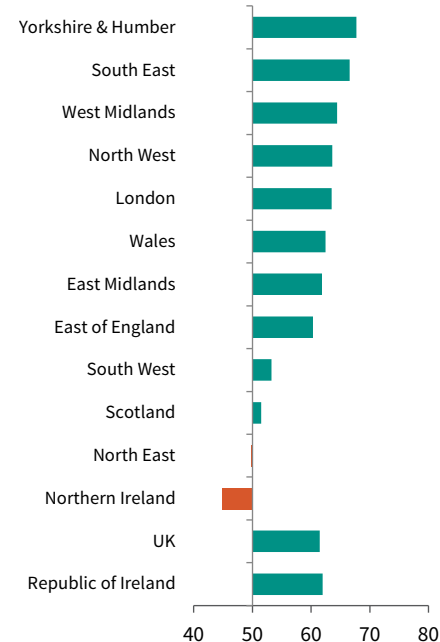 Yorkshire & Humber
South East
West Midlands
North West
London
Wales
East Midlands
East of England
South West
Scotland
North East
Northern Ireland
UK
Republic of Ireland
40 50 60 70 80